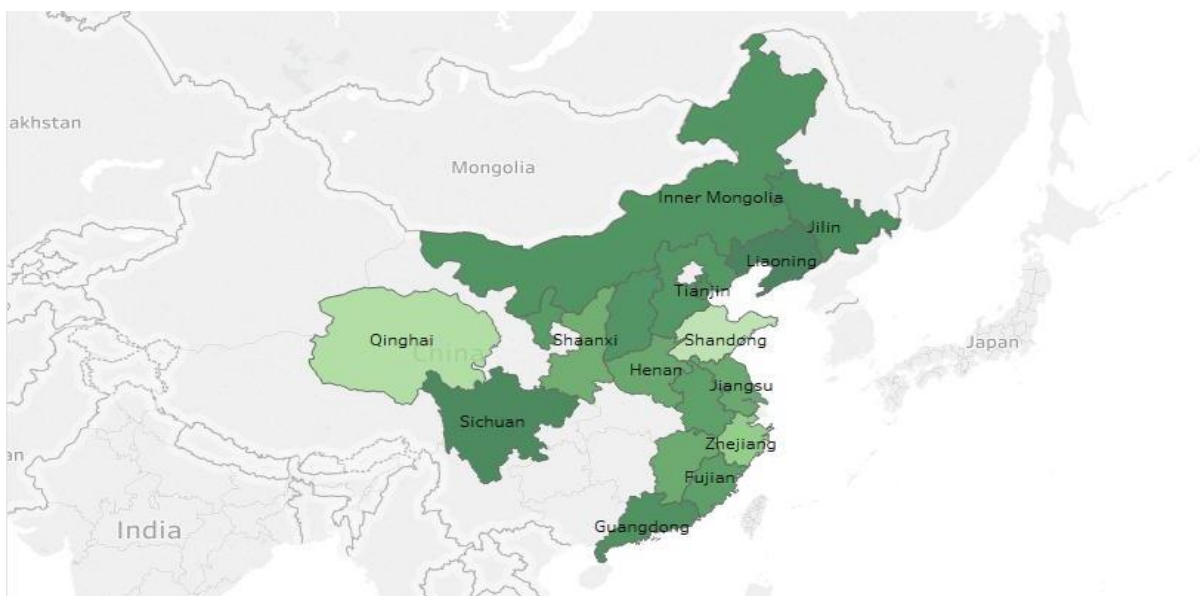 akhstan
Mongolia
Inner Mongolia
Jilin
Liaoning
Tianjin
Qinghai
China
Shaanxi
Shandong
Japan
Henan
Jiangsu
Sichuan
an
Zhejiang
Fujian
India
Guangdong